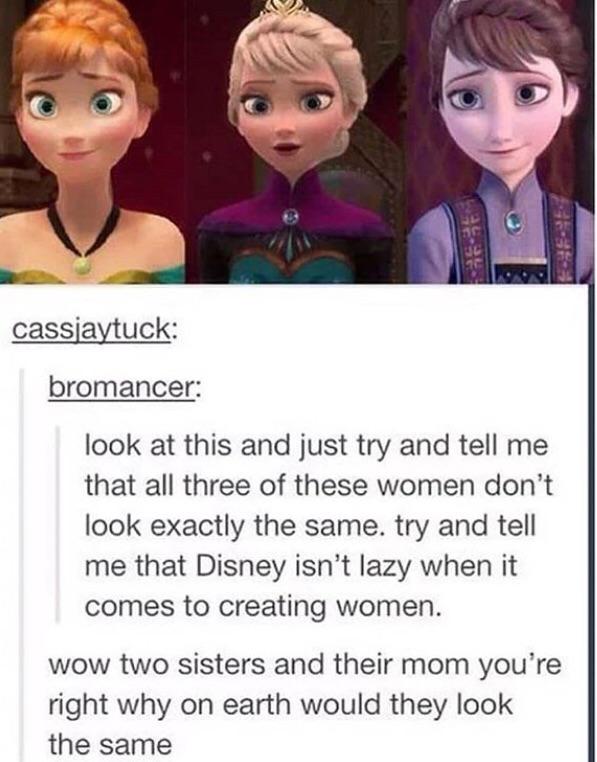 cassjaytuck:
bromancer:
look at this and just try and tell me
that all three of these women don't
look exactly the same. try and tell
me that Disney isn't lazy when it
comes to creating women.
wow two sisters and their mom you're
right why on earth would they look
the same